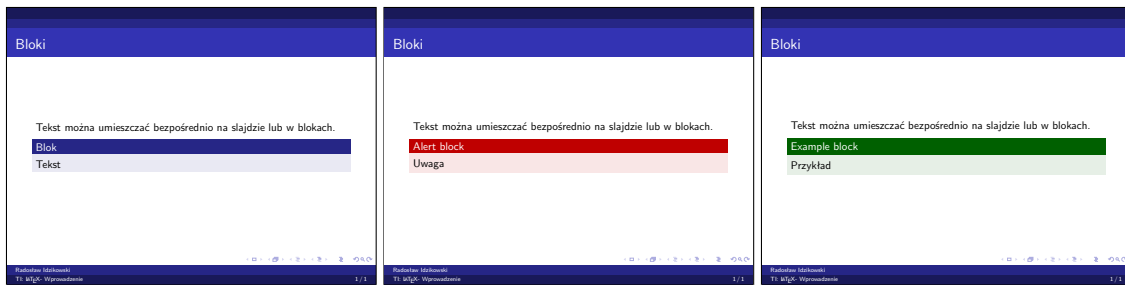 Bloki
Tekst można umieszczać bezpośrednio na slajdzie lub w blokach.
Blok
Tekst
Radosław Idzikowski
TI: LATEX- Wprowadzenie 1/1
Bloki
Tekst można umieszczać bezpośrednio na slajdzie lub w blokach.
Alert block
Uwaga
Radosław Idzikowski
TI: LATEX- Wprowadzenie 1/1
Bloki
Tekst można umieszczać bezpośrednio na slajdzie lub w blokach.
Example block
Przykład
Radosław Idzikowski
TI: LATEX- Wprowadzenie 1/1